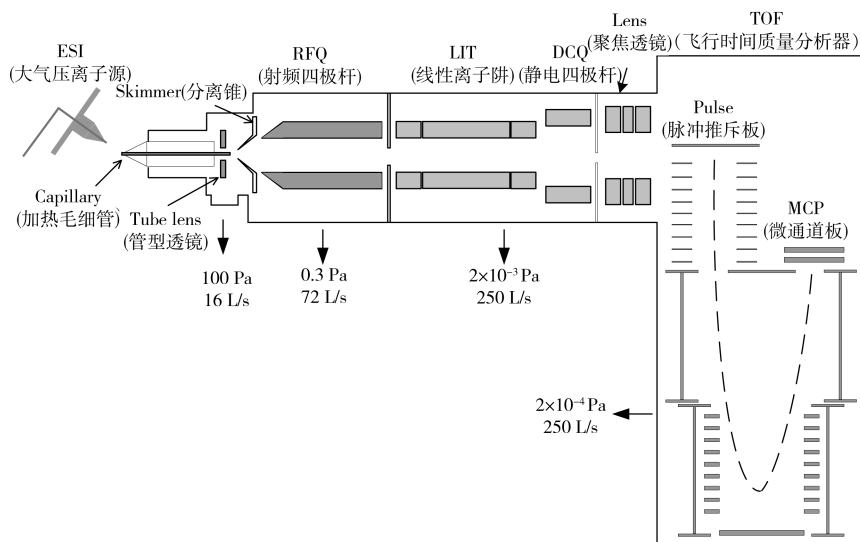 ESI
(大气压离子源)
Skimmer(分离锥)
RFQ
(射频四极杆)
LIT
(线性离子阱)
DCQ
(静电四极杆)
Lens
(聚焦透镜)
TOF
(飞行时间质量分析器)
Pulse
(脉冲推斥板)
MCP
(微通道板)
Capillary
(加热毛细管)
Tube lens
(管型透镜)
100 Pa
16 L/s
0.3 Pa
72 L/s
2×10⁻³ Pa
250 L/s
2×10⁻⁴ Pa
250 L/s